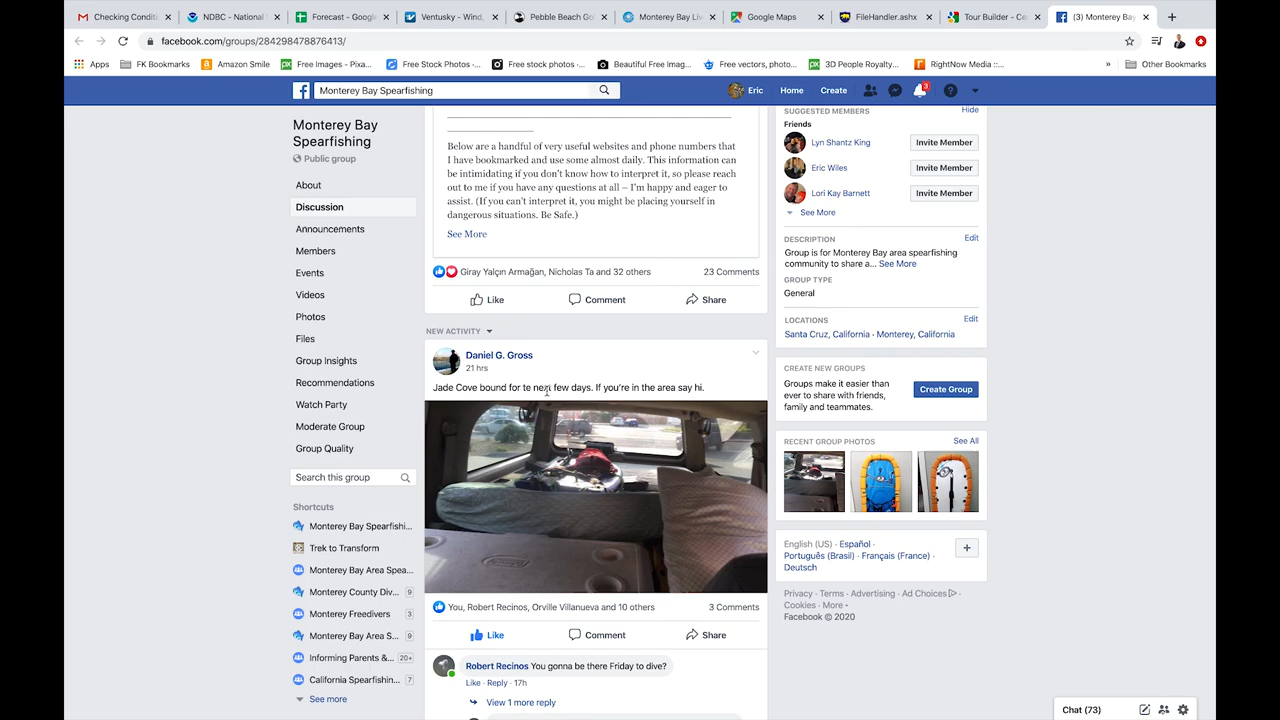 Checking Conditi
NDBC - National
Forecast - Google
Ventusky - Wind,
Pebble Beach Go
Monterey Bay Liv
Google Maps
FileHandler.ashx
Tour Builder - Ce
(3) Monterey Bay
facebook.com/groups/284298478876413/
Apps
FK Bookmarks
Amazon Smile
Free Images - Pixa...
Free Stock Photos -...
Free stock photos ·...
Beautiful Free Imag...
Free vectors, photo...
3D People Royalty...
RightNow Media ::...
»
Other Bookmarks
Monterey Bay Spearfishing
Eric
Home
Create
3
Monterey Bay
Spearfishing
Public group
About
Discussion
Announcements
Members
Events
Videos
Photos
Files
Group Insights
Recommendations
Watch Party
Moderate Group
Group Quality
Search this group
Shortcuts
Monterey Bay Spearfishi...
Trek to Transform
Monterey Bay Area Spea...
Monterey County Div... 9
Monterey Freedivers 3
Monterey Bay Area S... 9
Informing Parents &... 20+
California Spearfishin... 7
See more
Below are a handful of very useful websites and phone numbers that
I have bookmarked and use some almost daily. This information can
be intimidating if you don't know how to interpret it, so please reach
out to me if you have any questions at all – I'm happy and eager to
assist. (If you can't interpret it, you might be placing yourself in
dangerous situations. Be Safe.)
See More
Giray Yalçın Armağan, Nicholas Ta and 32 others
23 Comments
Like
Comment
Share
NEW ACTIVITY
Daniel G. Gross
21 hrs
Jade Cove bound for te next few days. If you're in the area say hi.
You, Robert Recinos, Orville Villanueva and 10 others
3 Comments
Like
Comment
Share
Robert Recinos You gonna be there Friday to dive?
Like · Reply · 17h
View 1 more reply
SUGGESTED MEMBERS
Hide
Friends
Lyn Shantz King
Invite Member
Eric Wiles
Invite Member
Lori Kay Barnett
Invite Member
See More
DESCRIPTION
Edit
Group is for Monterey Bay area spearfishing
community to share a... See More
GROUP TYPE
General
LOCATIONS
Edit
Santa Cruz, California · Monterey, California
CREATE NEW GROUPS
Groups make it easier than
ever to share with friends,
family and teammates.
Create Group
RECENT GROUP PHOTOS
See All
English (US) · Español ·
Português (Brasil) · Français (France) ·
Deutsch
Privacy · Terms · Advertising · Ad Choices ·
Cookies · More
Facebook © 2020
Chat (73)